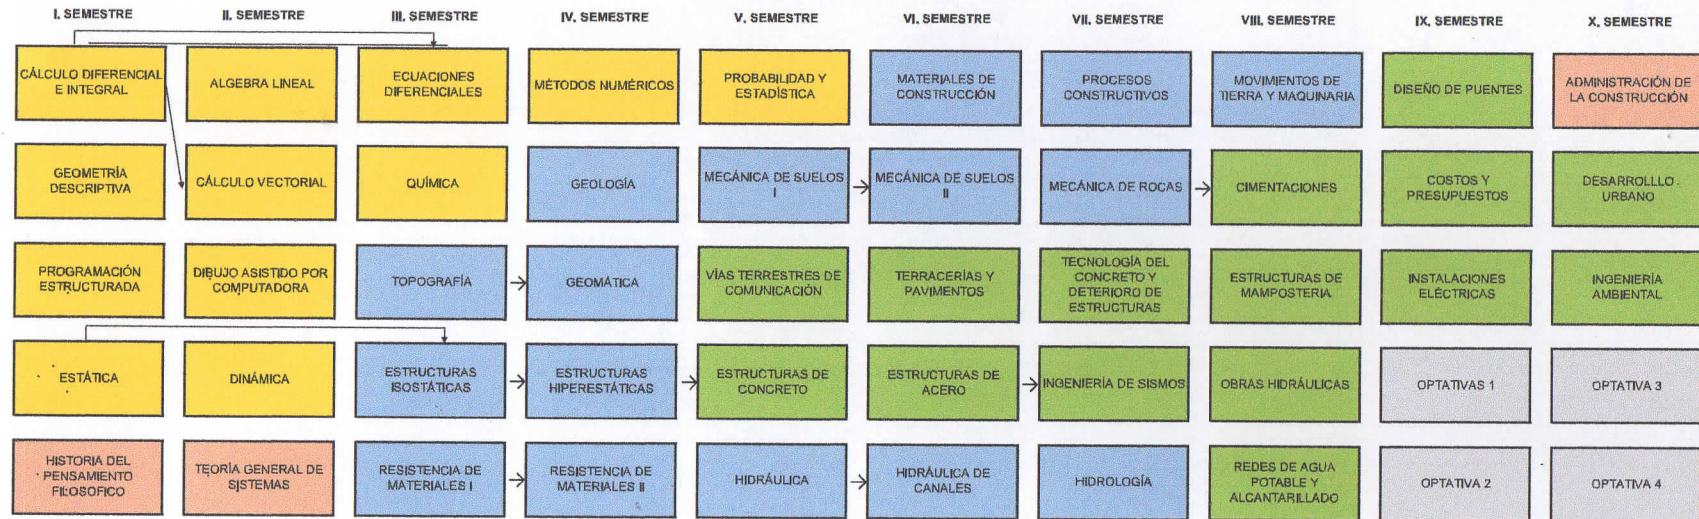 I. SEMESTRE
II. SEMESTRE
III. SEMESTRE
IV. SEMESTRE
V. SEMESTRE
VI. SEMESTRE
VII. SEMESTRE
VIII. SEMESTRE
IX. SEMESTRE
X. SEMESTRE
CÁLCULO DIFERENCIAL
E INTEGRAL
ALGEBRA LINEAL
ECUACIONES
DIFERENCIALES
MÉTODOS NUMÉRICOS
PROBABILIDAD Y
ESTADÍSTICA
MATERIALES DE
CONSTRUCCIÓN
PROCESOS
CONSTRUCTIVOS
MOVIMIENTOS DE
TIERRA Y MAQUINARIA
DISEÑO DE PUENTES
ADMINISTRACIÓN DE
LA CONSTRUCCIÓN
GEOMETRÍA
DESCRIPTIVA
CÁLCULO VECTORIAL
QUÍMICA
GEOLOGÍA
MECÁNICA DE SUELOS
I
MECÁNICA DE SUELOS
II
MECÁNICA DE ROCAS
CIMENTACIONES
COSTOS Y
PRESUPUESTOS
DESARROLLLO
URBANO
PROGRAMACIÓN
ESTRUCTURADA
DIBUJO ASISTIDO POR
COMPUTADORA
TOPOGRAFÍA
GEOMÁTICA
VÍAS TERRESTRES DE
COMUNICACIÓN
TERRACERÍAS Y
PAVIMENTOS
TECNOLOGÍA DEL
CONCRETO Y
DETERIORO DE
ESTRUCTURAS
ESTRUCTURAS DE
MAMPOSTERIA
INSTALACIONES
ELÉCTRICAS
INGENIERÍA
AMBIENTAL
ESTÁTICA
DINÁMICA
ESTRUCTURAS
ISOSTÁTICAS
ESTRUCTURAS
HIPERESTÁTICAS
ESTRUCTURAS DE
CONCRETO
ESTRUCTURAS DE
ACERO
INGENIERÍA DE SISMOS
OBRAS HIDRÁULICAS
OPTATIVAS 1
OPTATIVA 3
HISTORIA DEL
PENSAMIENTO
FILOSOFICO
TEORÍA GENERAL DE
SISTEMAS
RESISTENCIA DE
MATERIALES I
RESISTENCIA DE
MATERIALES II
HIDRÁULICA
HIDRÁULICA DE
CANALES
HIDROLOGÍA
REDES DE AGUA
POTABLE Y
ALCANTARILLADO
OPTATIVA 2
OPTATIVA 4